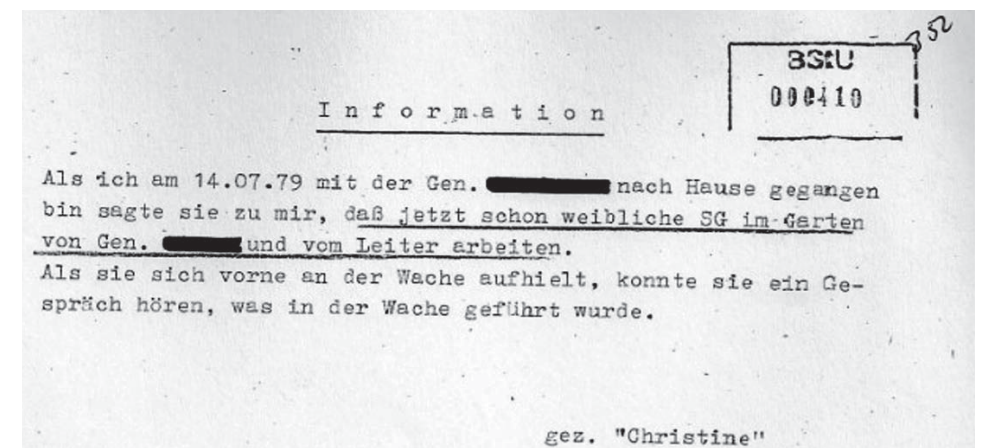 352
BStU
000410
I n f o r m a t i o n
Als ich am 14.07.79 mit der Gen. nach Hause gegangen
bin sagte sie zu mir, daß jetzt schon weibliche SG im Garten
von Gen. und vom Leiter arbeiten.
Als sie sich vorne an der Wache aufhielt, konnte sie ein Ge-
spräch hören, was in der Wache geführt wurde.
gez. "Christine"